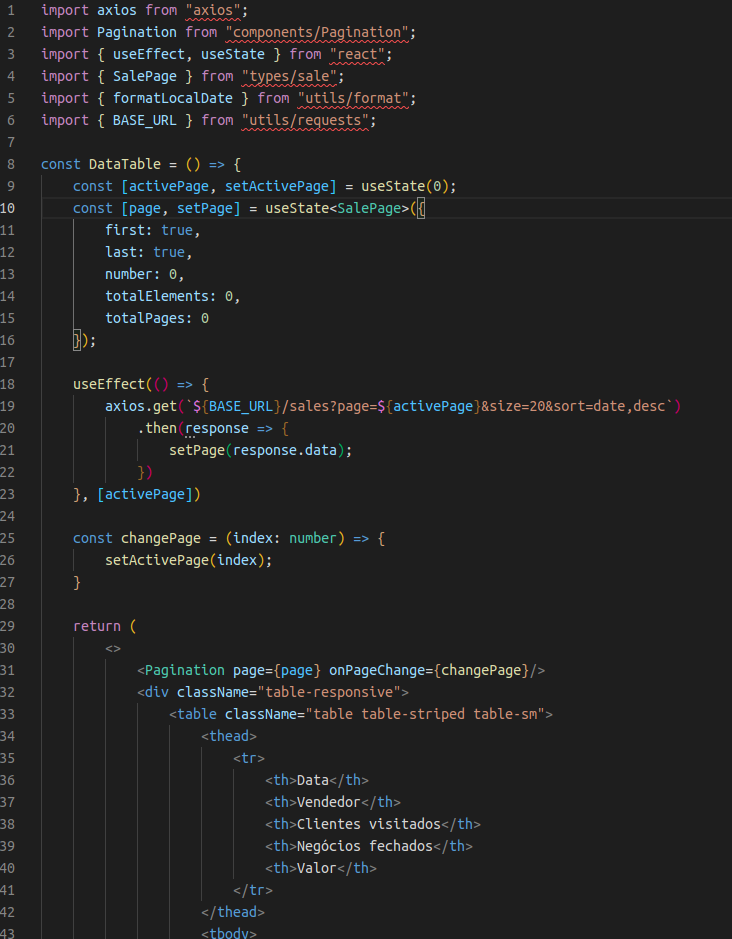 1 import axios from "axios";
2 import Pagination from "components/Pagination";
3 import { useEffect, useState } from "react";
4 import { SalePage } from "types/sale";
5 import { formatLocalDate } from "utils/format";
6 import { BASE_URL } from "utils/requests";
7
8 const DataTable = () => {
9 const [activePage, setActivePage] = useState(0);
10 const [page, setPage] = useState<SalePage>({
11 first: true,
12 last: true,
13 number: 0,
14 totalElements: 0,
15 totalPages: 0
16 });
17
18 useEffect(() => {
19 axios.get(`${BASE_URL}/sales?page=${activePage}&size=20&sort=date,desc`)
20 .then(response => {
21 setPage(response.data);
22 })
23 }, [activePage])
24
25 const changePage = (index: number) => {
26 setActivePage(index);
27 }
28
29 return (
30 <>
31 <Pagination page={page} onPageChange={changePage}/>
32 <div className="table-responsive">
33 <table className="table table-striped table-sm">
34 <thead>
35 <tr>
36 <th>Data</th>
37 <th>Vendedor</th>
38 <th>Clientes visitados</th>
39 <th>Negócios fechados</th>
40 <th>Valor</th>
41 </tr>
42 </thead>
43 <tbody>